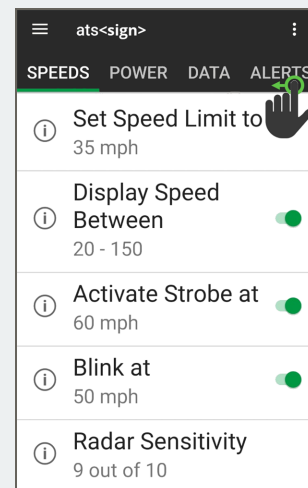 ats<sign>
SPEEDS POWER DATA ALERTS
Set Speed Limit to
35 mph
Display Speed
Between
20 - 150
Activate Strobe at
60 mph
Blink at
50 mph
Radar Sensitivity
9 out of 10